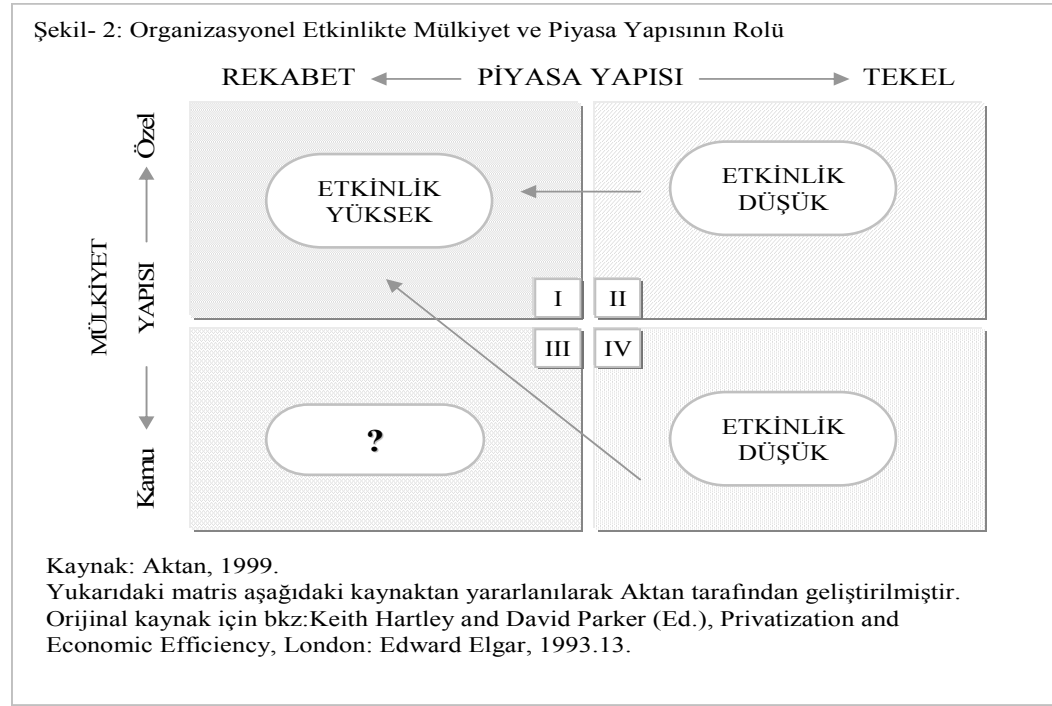 Şekil- 2: Organizasyonel Etkinlikte Mülkiyet ve Piyasa Yapısının Rolü
REKABET PİYASA YAPISI TEKEL
MÜLKİYET
YAPISI
Özel
Kamu
ETKİNLİK
YÜKSEK
ETKİNLİK
DÜŞÜK
I II
III IV
?
ETKİNLİK
DÜŞÜK
Kaynak: Aktan, 1999.
Yukarıdaki matris aşağıdaki kaynaktan yararlanılarak Aktan tarafından geliştirilmiştir.
Orijinal kaynak için bkz:Keith Hartley and David Parker (Ed.), Privatization and
Economic Efficiency, London: Edward Elgar, 1993.13.